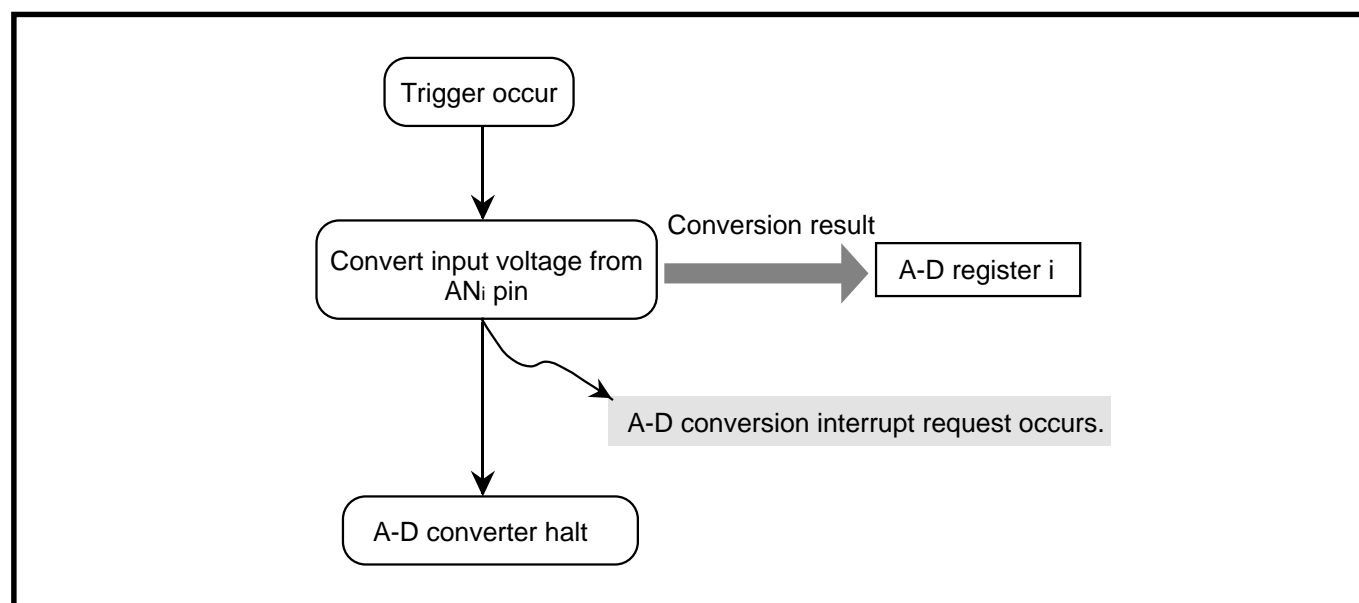 Trigger occur
Conversion result
Convert input voltage from
ANi pin
A-D register i
A-D conversion interrupt request occurs.
A-D converter halt